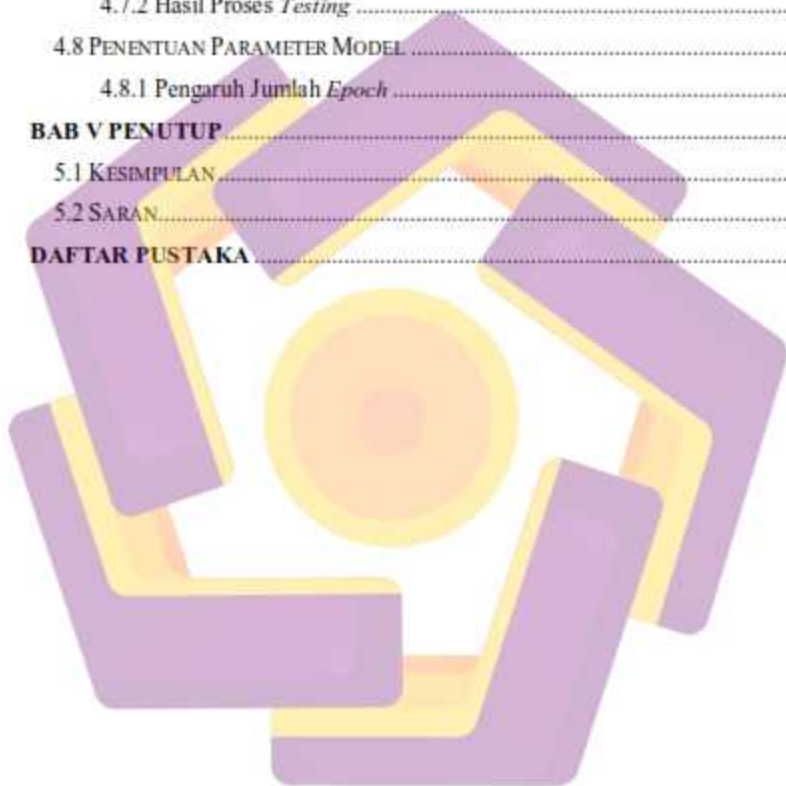 4.7.2 Hasil Proses Testing ........................................................
4.8 PENENTUAN PARAMETER MODEL ........................................................
4.8.1 Pengaruh Jumlah Epoch ........................................................
BAB V PENUTUP ........................................................
5.1 KESIMPULAN ........................................................
5.2 SARAN ........................................................
DAFTAR PUSTAKA ........................................................